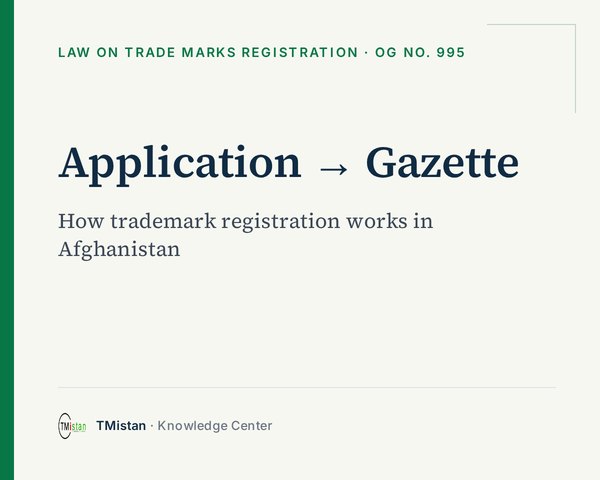 LAW ON TRADE MARKS REGISTRATION · OG NO. 995
Application → Gazette
How trademark registration works in
Afghanistan
TMistan
TMistan · Knowledge Center